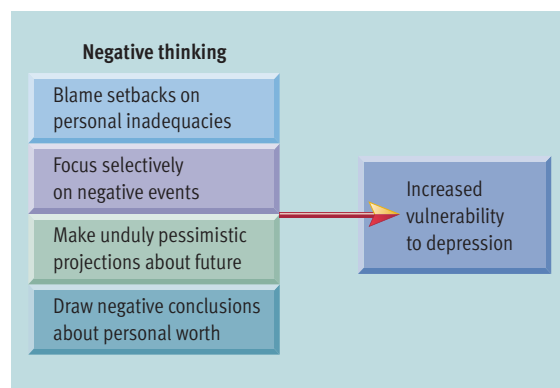 Negative thinking
Blame setbacks on
personal inadequacies
Focus selectively
on negative events
Make unduly pessimistic
projections about future
Draw negative conclusions
about personal worth
Increased
vulnerability
to depression